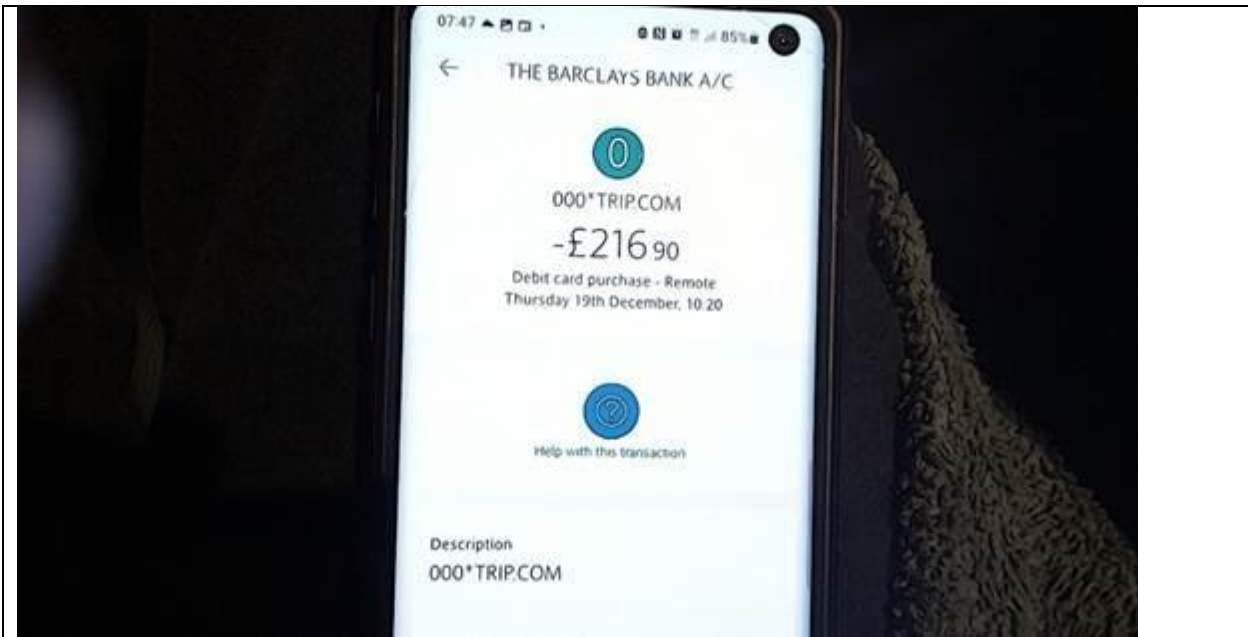 07:47
85%
THE BARCLAYS BANK A/C
0
000*TRIP.COM
-£216 90
Debit card purchase - Remote
Thursday 19th December, 10:20
?
Help with this transaction
Description
000*TRIP.COM